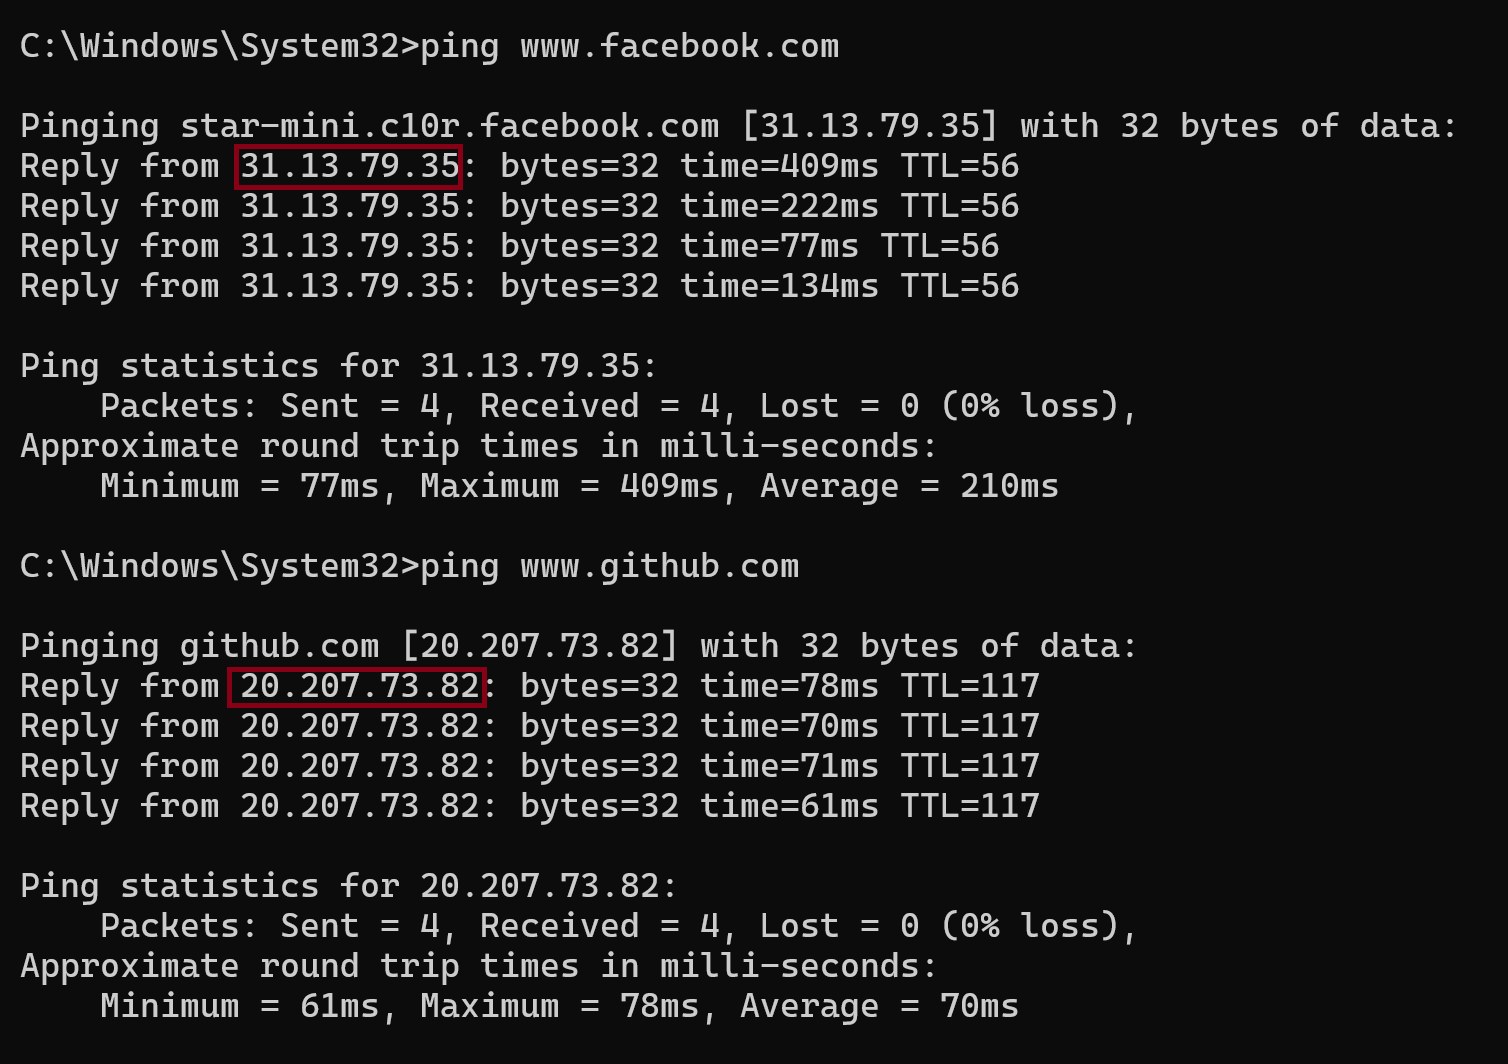 C:\Windows\System32>ping www.facebook.com
Pinging star-mini.c10r.facebook.com [31.13.79.35] with 32 bytes of data:
Reply from 31.13.79.35: bytes=32 time=409ms TTL=56
Reply from 31.13.79.35: bytes=32 time=222ms TTL=56
Reply from 31.13.79.35: bytes=32 time=77ms TTL=56
Reply from 31.13.79.35: bytes=32 time=134ms TTL=56
Ping statistics for 31.13.79.35:
    Packets: Sent = 4, Received = 4, Lost = 0 (0% loss),
Approximate round trip times in milli-seconds:
    Minimum = 77ms, Maximum = 409ms, Average = 210ms
C:\Windows\System32>ping www.github.com
Pinging github.com [20.207.73.82] with 32 bytes of data:
Reply from 20.207.73.82: bytes=32 time=78ms TTL=117
Reply from 20.207.73.82: bytes=32 time=70ms TTL=117
Reply from 20.207.73.82: bytes=32 time=71ms TTL=117
Reply from 20.207.73.82: bytes=32 time=61ms TTL=117
Ping statistics for 20.207.73.82:
    Packets: Sent = 4, Received = 4, Lost = 0 (0% loss),
Approximate round trip times in milli-seconds:
    Minimum = 61ms, Maximum = 78ms, Average = 70ms